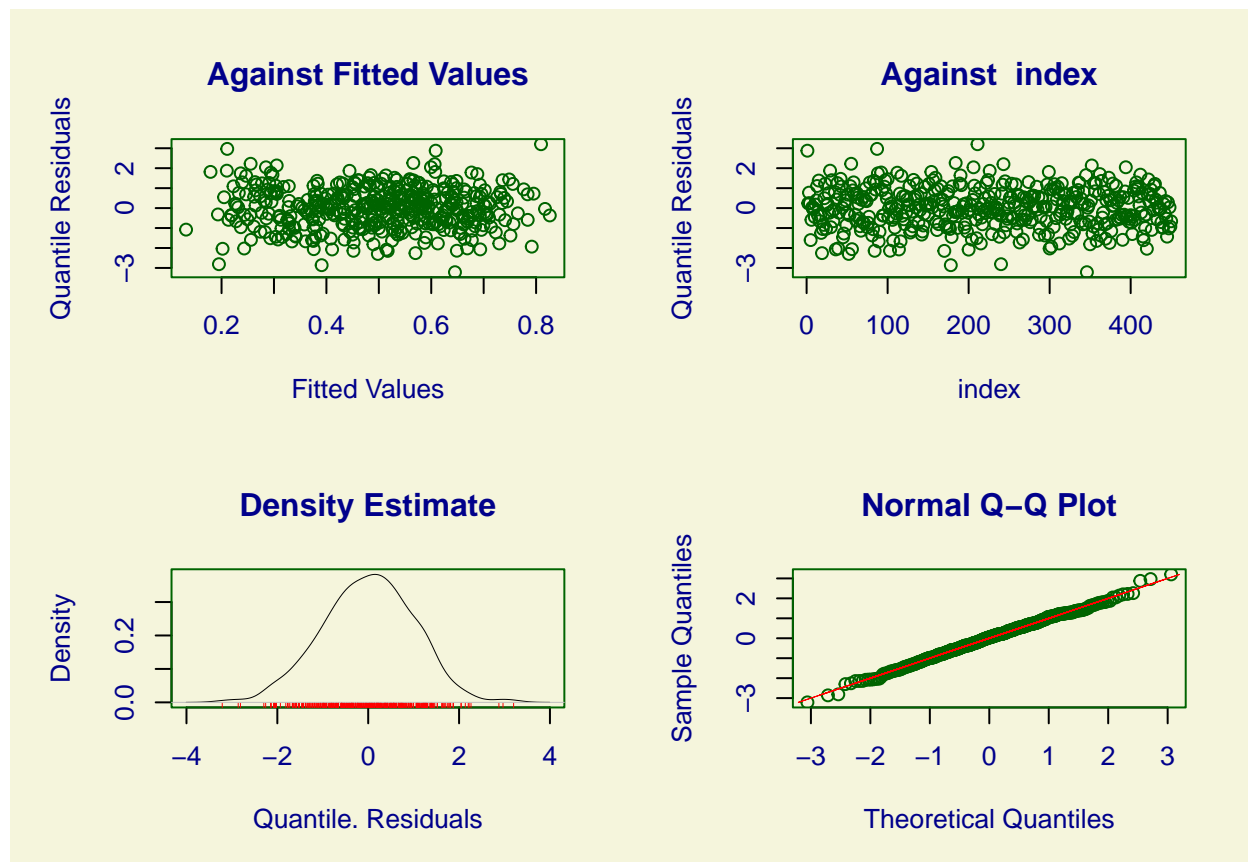 Against Fitted Values
Quantile Residuals
2
0
−3
0.2 0.4 0.6 0.8
Fitted Values
Against  index
Quantile Residuals
2
0
−3
0 100 200 300 400
index
Density Estimate
Density
0.2
0.0
−4 −2 0 2 4
Quantile. Residuals
Normal Q−Q Plot
Sample Quantiles
2
0
−3
−3 −2 −1 0 1 2 3
Theoretical Quantiles